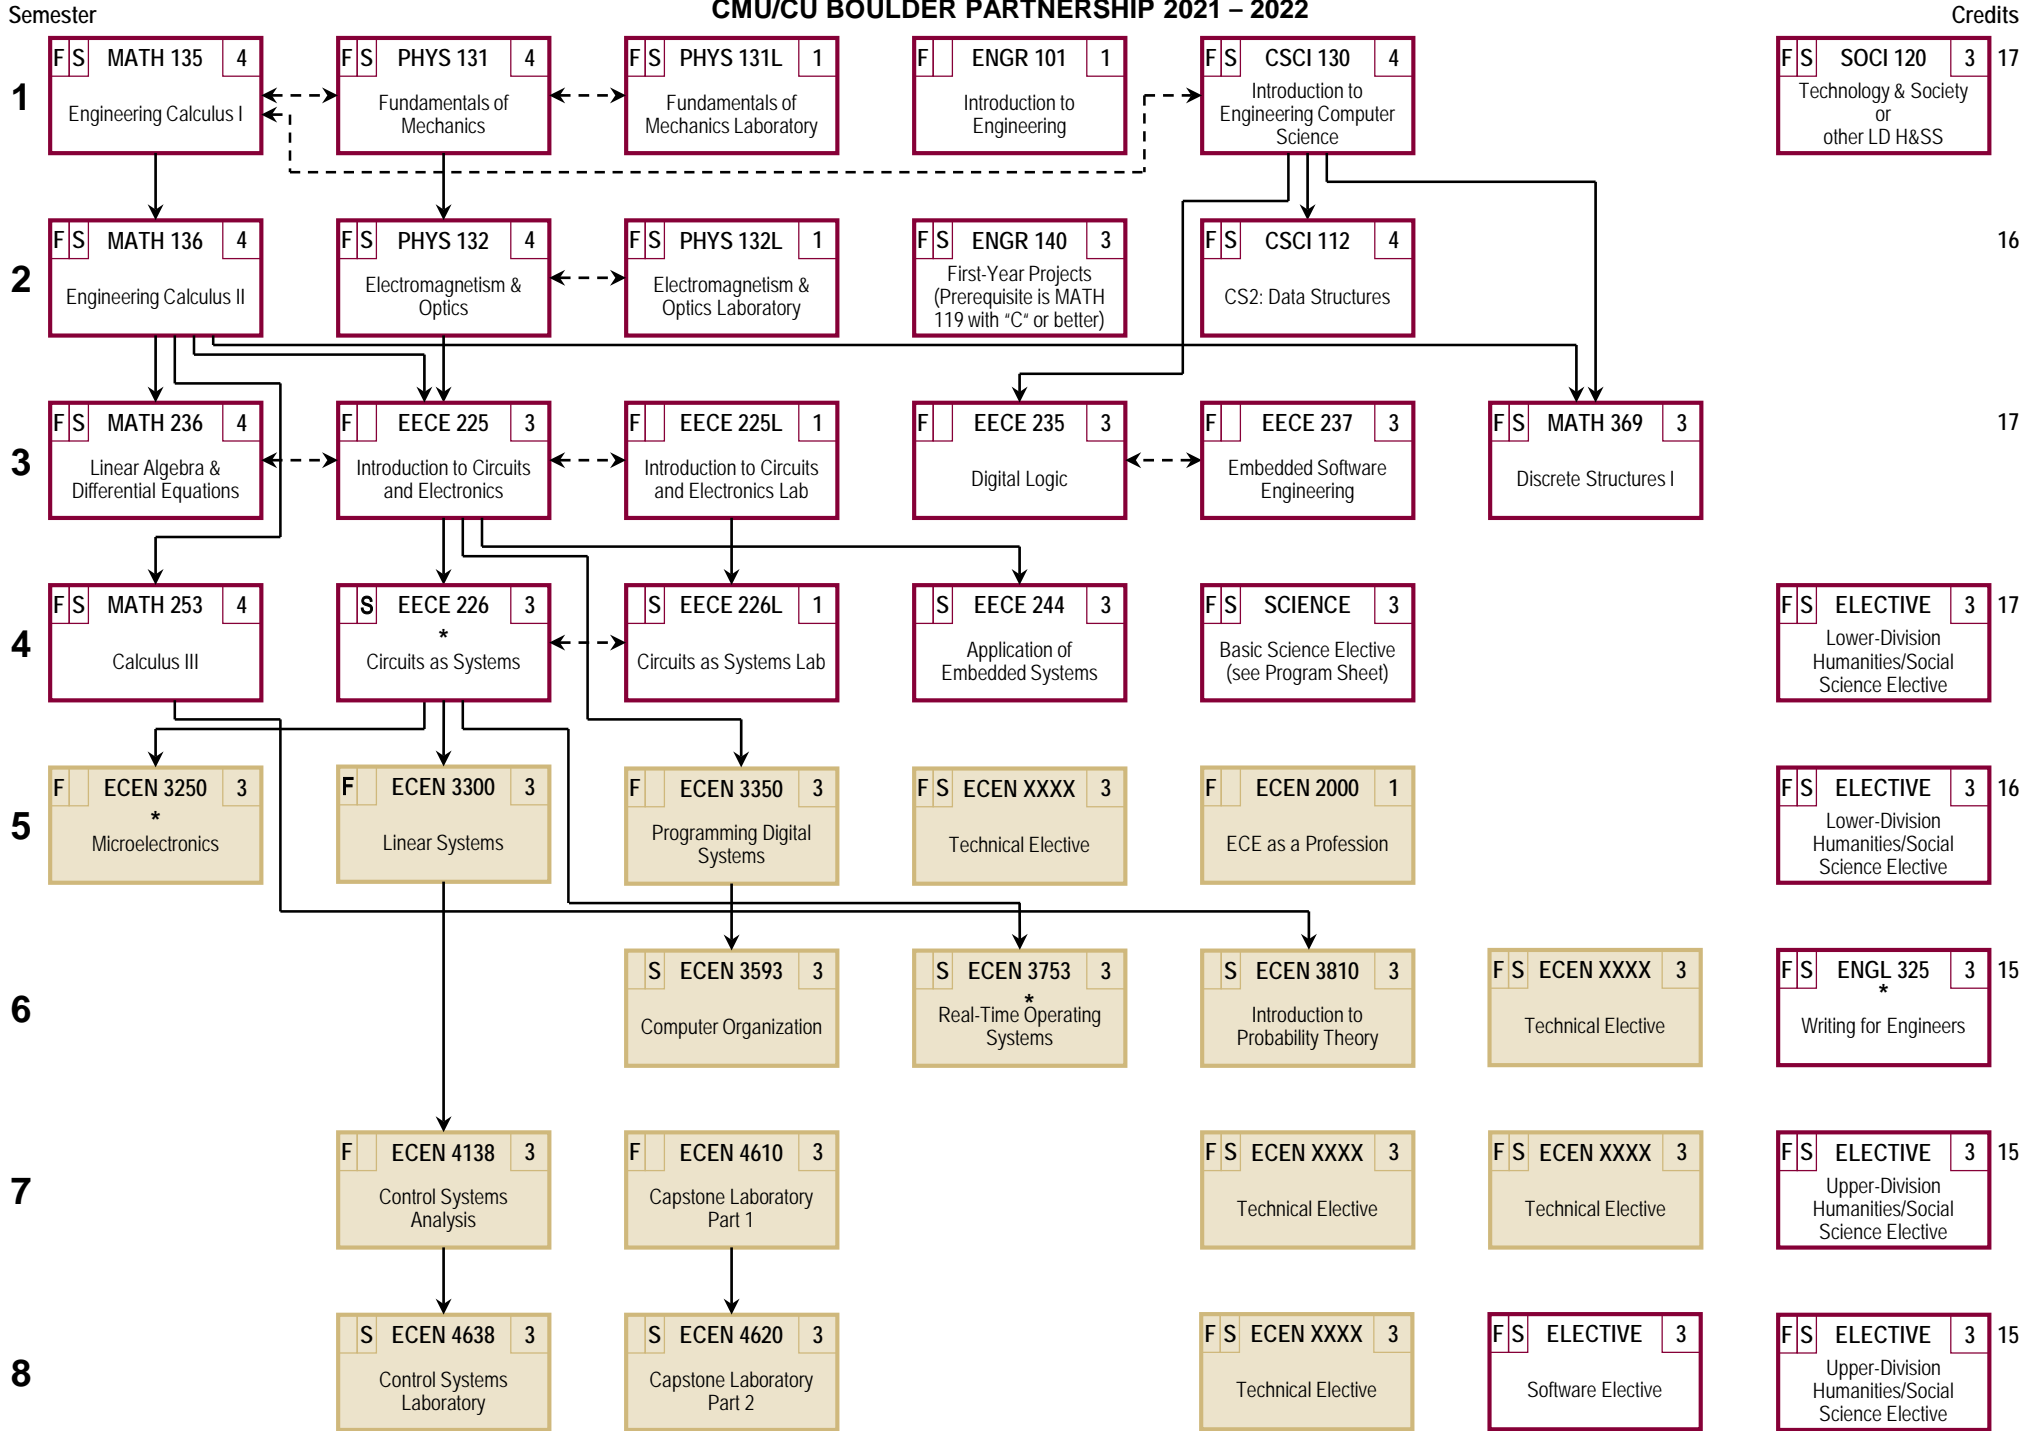 CMU/CU BOULDER PARTNERSHIP 2021 – 2022
Semester
Credits
1
F S MATH 135 4
Engineering Calculus I
F S PHYS 131 4
Fundamentals of
Mechanics
F S PHYS 131L 1
Fundamentals of
Mechanics Laboratory
F ENGR 101 1
Introduction to
Engineering
F S CSCI 130 4
Introduction to
Engineering Computer
Science
F S SOCI 120 3
Technology & Society
or
other LD H&SS
17
2
F S MATH 136 4
Engineering Calculus II
F S PHYS 132 4
Electromagnetism &
Optics
F S PHYS 132L 1
Electromagnetism &
Optics Laboratory
F S ENGR 140 3
First-Year Projects
(Prerequisite is MATH
119 with "C" or better)
F S CSCI 112 4
CS2: Data Structures
16
3
F S MATH 236 4
Linear Algebra &
Differential Equations
F EECE 225 3
Introduction to Circuits
and Electronics
F EECE 225L 1
Introduction to Circuits
and Electronics Lab
F EECE 235 3
Digital Logic
F EECE 237 3
Embedded Software
Engineering
F S MATH 369 3
Discrete Structures I
17
4
F S MATH 253 4
Calculus III
S EECE 226 3
*
Circuits as Systems
S EECE 226L 1
Circuits as Systems Lab
S EECE 244 3
Application of
Embedded Systems
F S SCIENCE 3
Basic Science Elective
(see Program Sheet)
F S ELECTIVE 3
Lower-Division
Humanities/Social
Science Elective
17
5
F ECEN 3250 3
*
Microelectronics
F ECEN 3300 3
Linear Systems
F ECEN 3350 3
Programming Digital
Systems
F S ECEN XXXX 3
Technical Elective
F ECEN 2000 1
ECE as a Profession
F S ELECTIVE 3
Lower-Division
Humanities/Social
Science Elective
16
6
S ECEN 3593 3
Computer Organization
S ECEN 3753 3
*
Real-Time Operating
Systems
S ECEN 3810 3
Introduction to
Probability Theory
F S ECEN XXXX 3
Technical Elective
F S ENGL 325 3
*
Writing for Engineers
15
7
F ECEN 4138 3
Control Systems
Analysis
F ECEN 4610 3
Capstone Laboratory
Part 1
F S ECEN XXXX 3
Technical Elective
F S ECEN XXXX 3
Technical Elective
F S ELECTIVE 3
Upper-Division
Humanities/Social
Science Elective
15
8
S ECEN 4638 3
Control Systems
Laboratory
S ECEN 4620 3
Capstone Laboratory
Part 2
F S ECEN XXXX 3
Technical Elective
F S ELECTIVE 3
Software Elective
F S ELECTIVE 3
Upper-Division
Humanities/Social
Science Elective
15